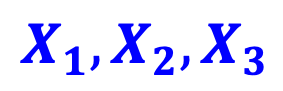 X₁, X₂, X₃